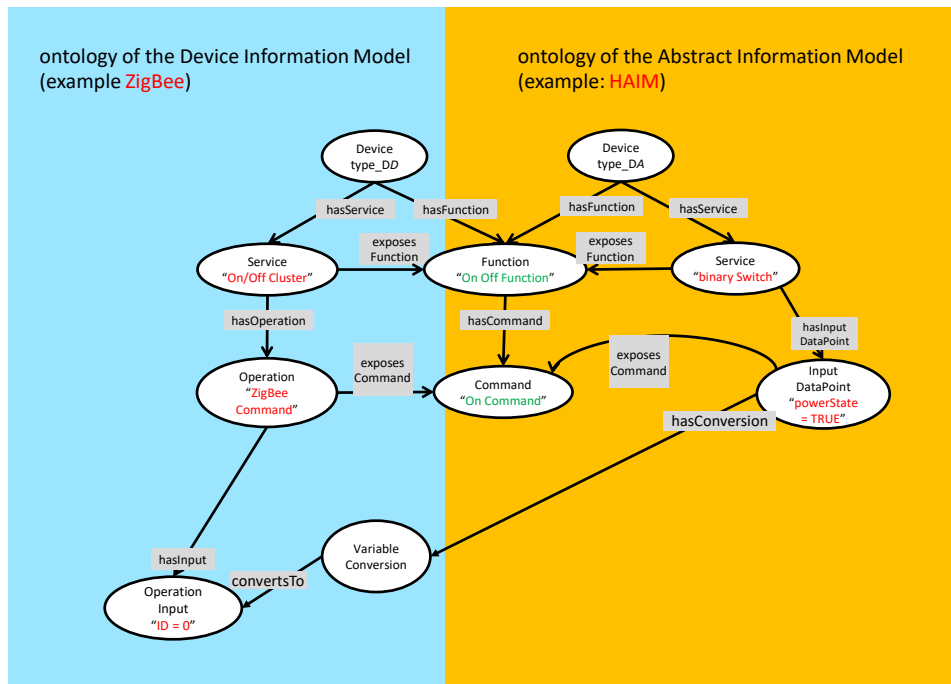 ontology of the Device Information Model
(example ZigBee)
ontology of the Abstract Information Model
(example: HAIM)
Device
type_DD
Device
type_DA
hasService
hasFunction
hasFunction
hasService
exposes
Function
exposes
Function
Service
“On/Off Cluster”
Function
“On Off Function”
Service
“binary Switch”
hasOperation
hasCommand
hasInput
DataPoint
exposes
Command
exposes
Command
Operation
“ZigBee
Command”
Command
“On Command”
Input
DataPoint
“powerState
= TRUE”
hasConversion
Variable
Conversion
hasInput
convertsTo
Operation
Input
“ID = 0”